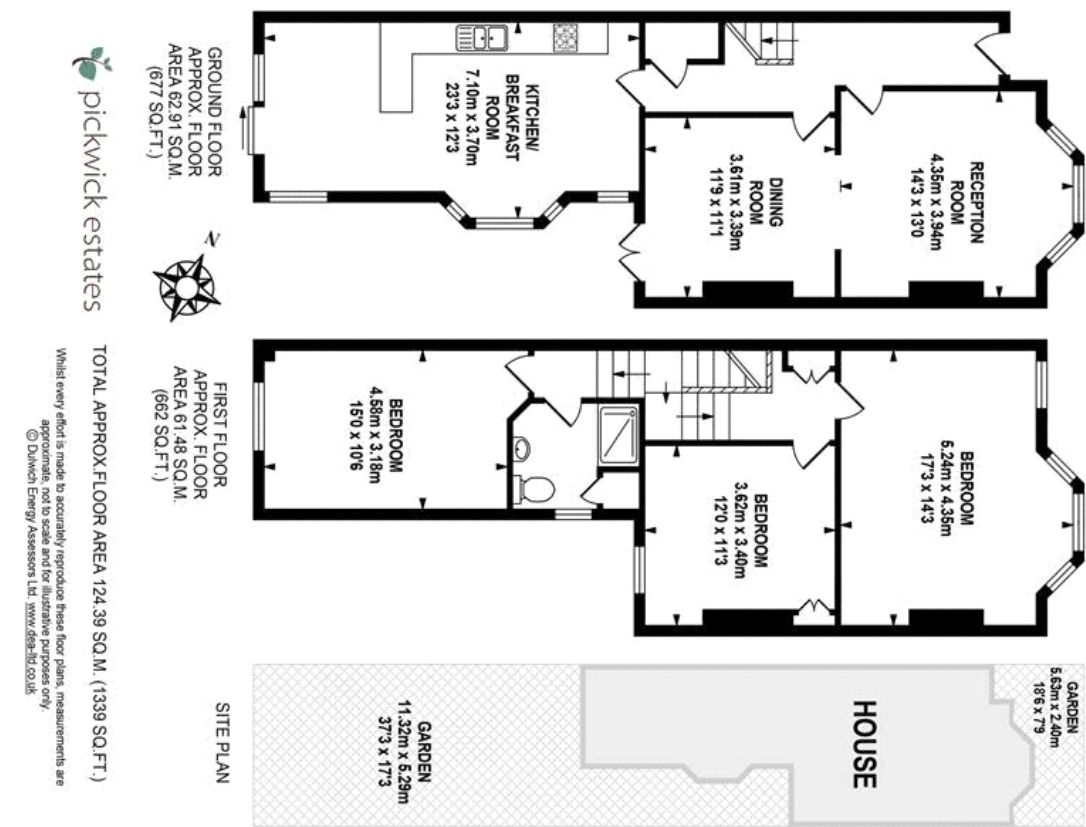 KITCHEN/
BREAKFAST
ROOM
7.10m x 3.70m
23'3 x 12'3
DINING
ROOM
3.61m x 3.39m
11'9 x 11'1
RECEPTION
ROOM
4.35m x 3.94m
14'3 x 13'0
GROUND FLOOR
APPROX. FLOOR
AREA 62.91 SQ.M.
(677 SQ.FT.)
pickwick estates
N
BEDROOM
4.58m x 3.18m
15'0 x 10'6
BEDROOM
3.62m x 3.40m
12'0 x 11'3
BEDROOM
5.24m x 4.35m
17'3 x 14'3
FIRST FLOOR
APPROX. FLOOR
AREA 61.48 SQ.M.
(662 SQ.FT.)
GARDEN
5.63m x 2.40m
18'6 x 7'9
HOUSE
GARDEN
11.32m x 5.29m
37'3 x 17'3
SITE PLAN
TOTAL APPROX.FLOOR AREA 124.39 SQ.M. (1339 SQ.FT.)
Whilst every effort is made to accurately reproduce these floor plans, measurements are
approximate, not to scale and for illustrative purposes only.
© Dulwich Energy Assessors Ltd. www.dea-ltd.co.uk